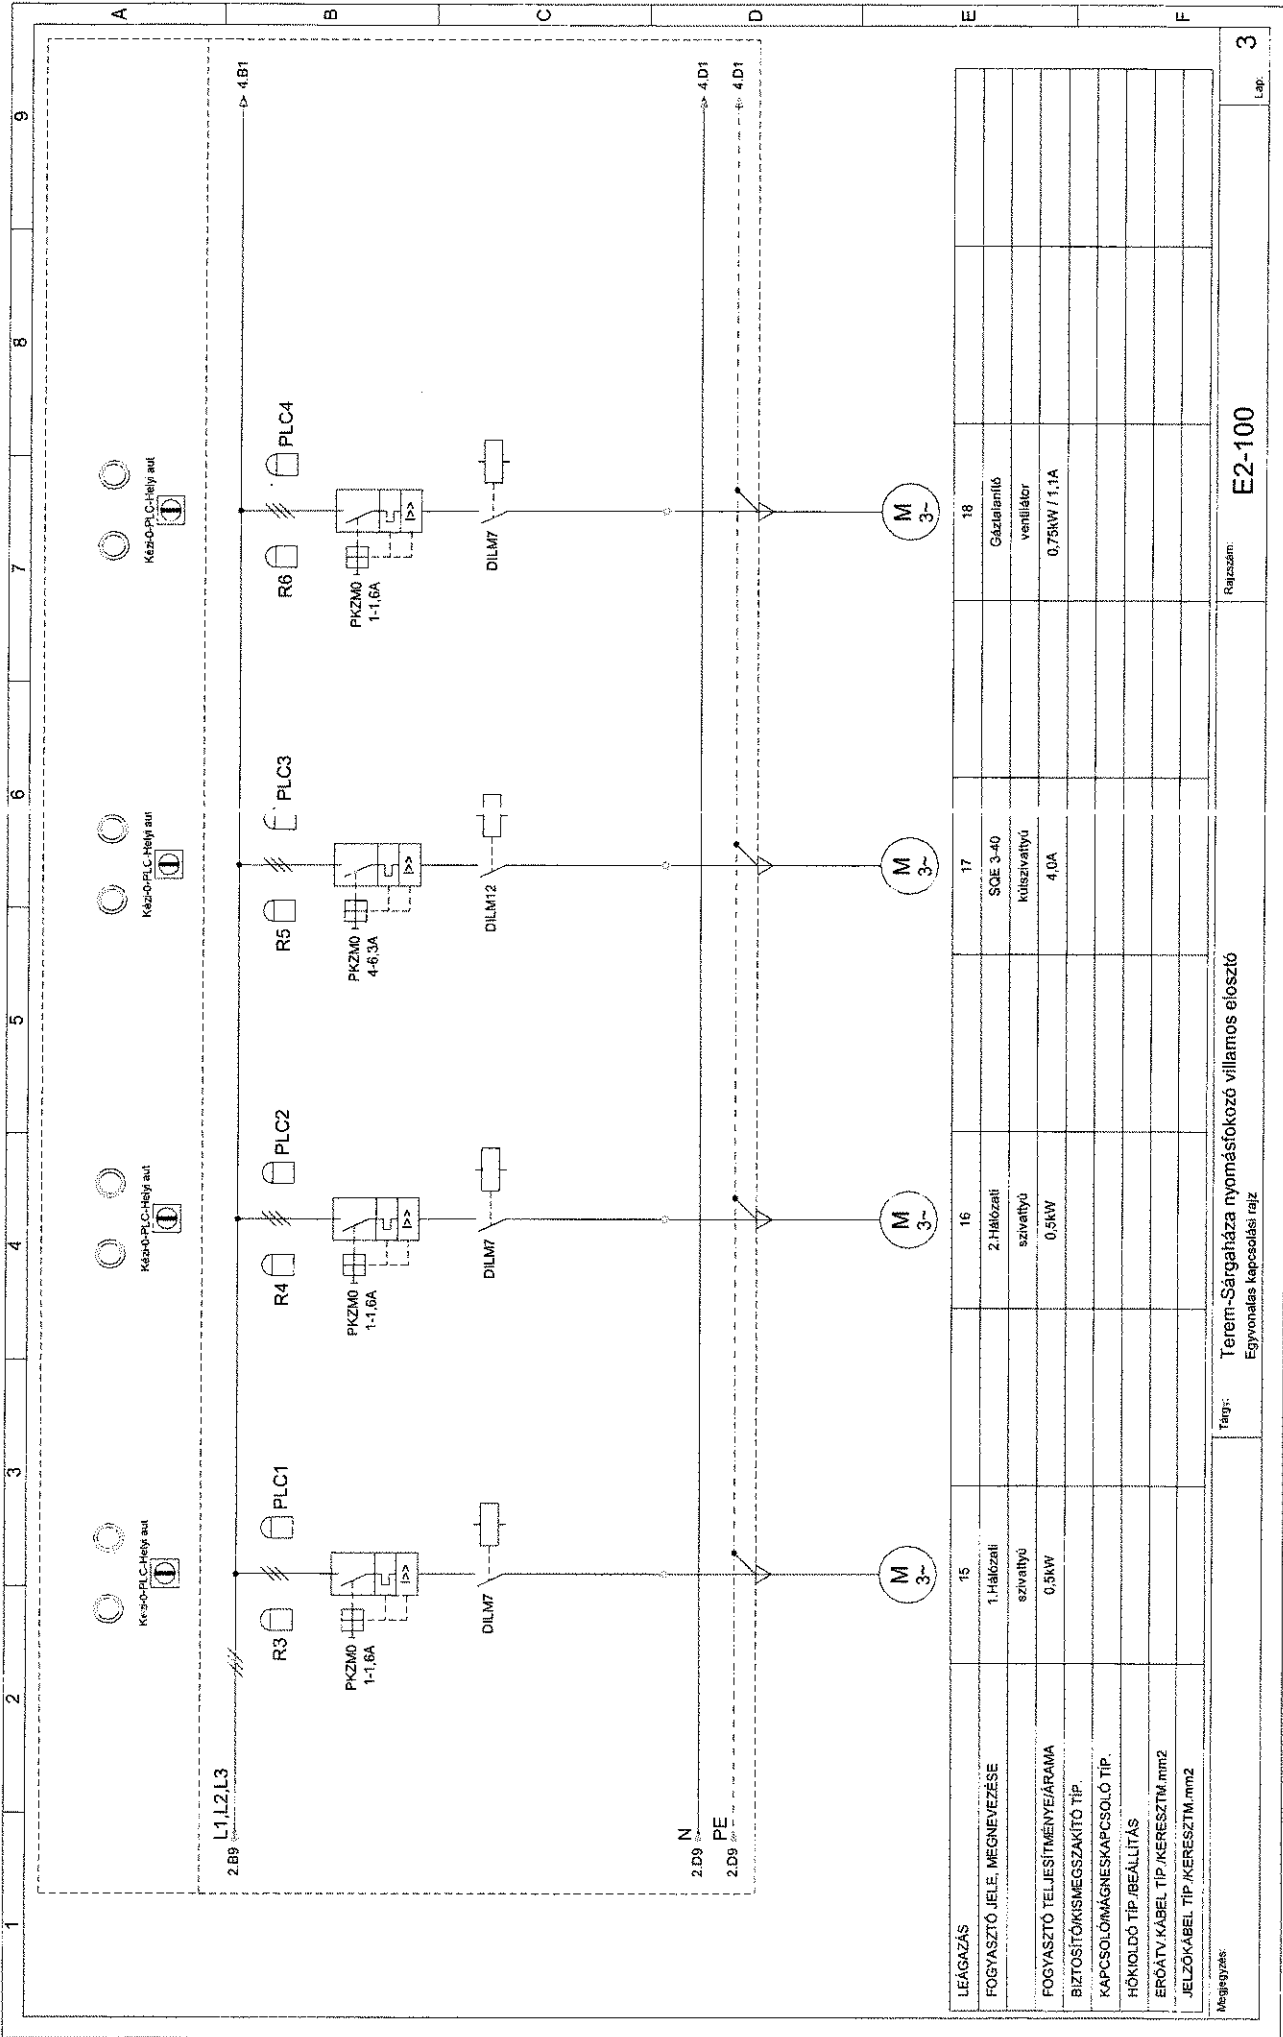 1 2 3 4 5 6 7 8 9
A
B
C
D
E
F
Kézi-0-PLC-Helyi aut
Kézi-0-PLC-Helyi aut
Kézi-0-PLC-Helyi aut
Kézi-0-PLC-Helyi aut
2.B9 L1,L2,L3 4.B1
R3 PLC1 R4 PLC2 R5 PLC3 R6 PLC4
PKZM0
1-1,6A
I>>
PKZM0
1-1,6A
I>>
PKZM0
4-6,3A
I>>
PKZM0
1-1,6A
I>>
DILM7 DILM7 DILM12 DILM7
2.D9 N 4.D1
2.D9 PE 4.D1
M
3~
M
3~
M
3~
M
3~
LEÁGAZÁS 15 16 17 18
FOGYASZTÓ JELE, MEGNEVEZÉSE 1.Hálózati 2.Hálózati SQE 3-40 Gáztalanító
szivattyú szivattyú kútszivattyú ventilátor
FOGYASZTÓ TELJESÍTMÉNYE/ÁRAMA 0,5kW 0,5kW 4,0A 0,75kW / 1,1A
BIZTOSÍTÓ/KISMEGSZAKÍTÓ TÍP.
KAPCSOLÓ/MÁGNESKAPCSOLÓ TÍP.
HŐKIOLDÓ TÍP./BEÁLLÍTÁS
ERŐÁTV.KÁBEL TÍP./KERESZTM.mm2
JELZŐKÁBEL TÍP./KERESZTM.mm2
Megjegyzés:
Tárgy: Terem-Sárgaháza nyomásfokozó villamos elosztó
Egyvonalas kapcsolási rajz
Rajzszám: E2-100
Lap: 3